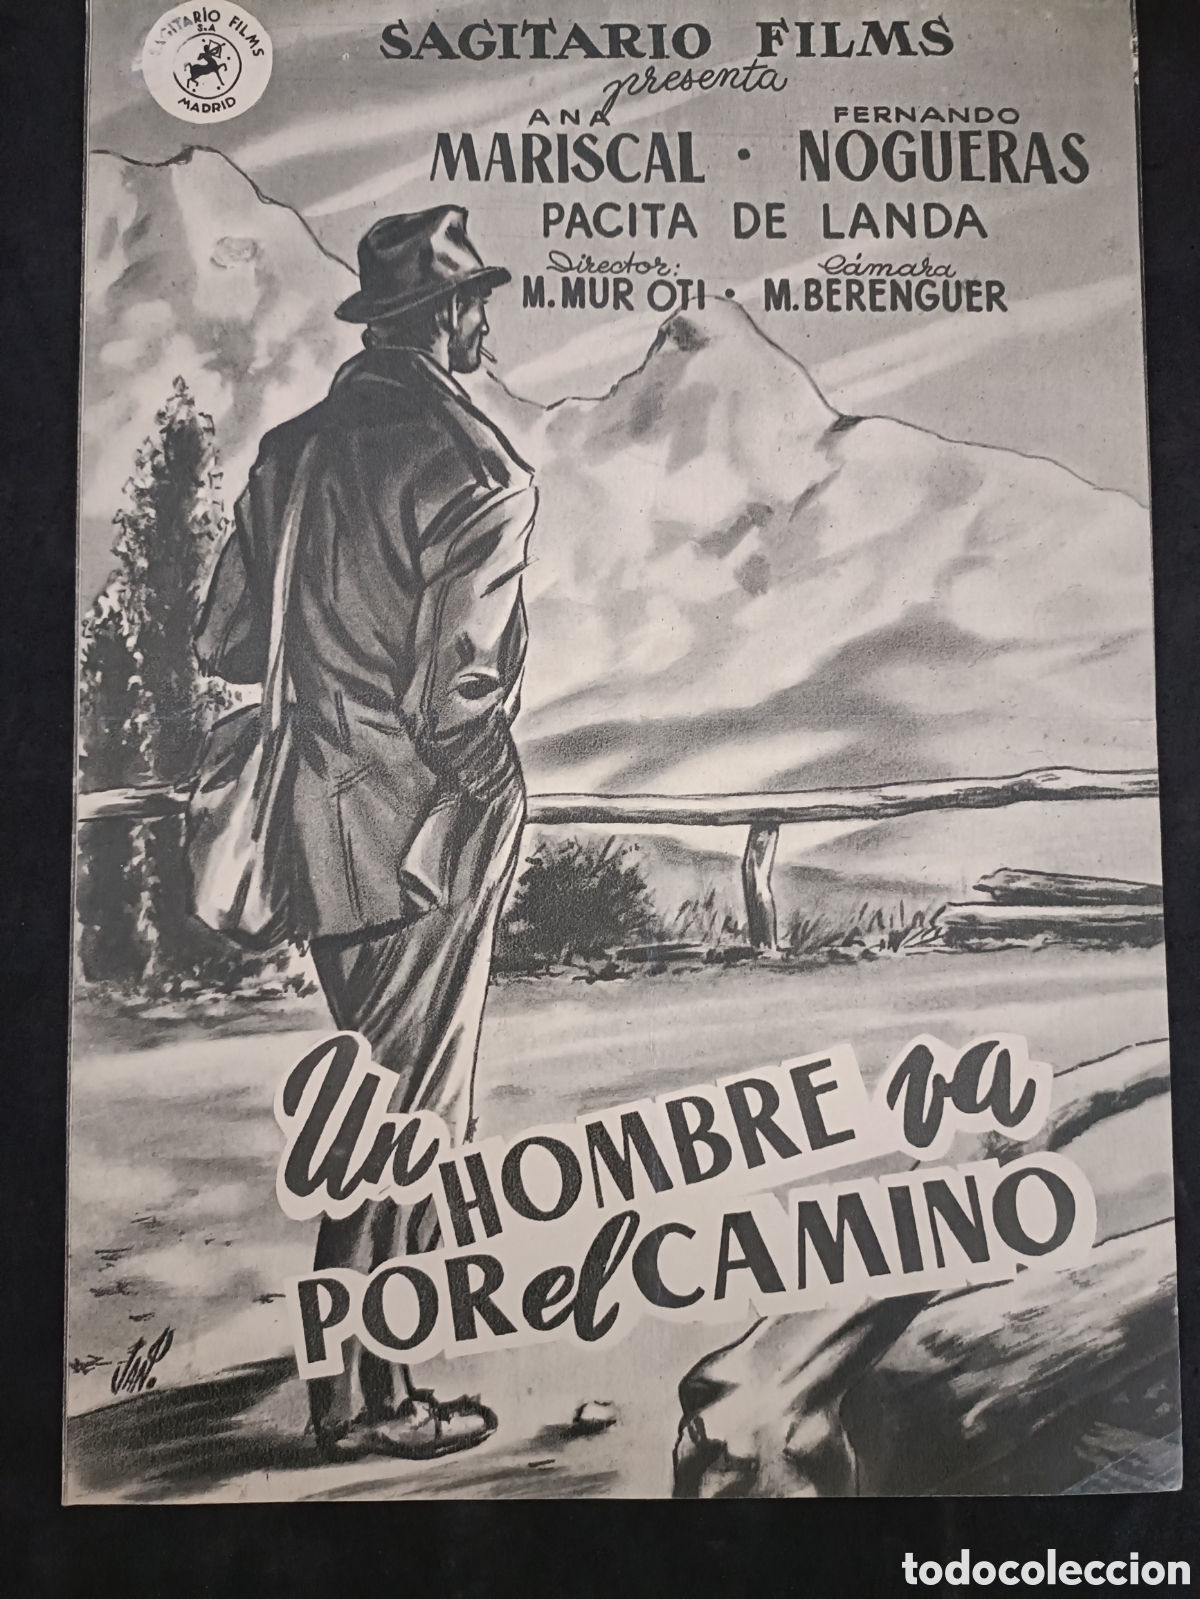 SAGITARIO FILMS
S.A
MADRID
SAGITARIO FILMS
presenta
ANA MARISCAL · FERNANDO NOGUERAS
PACITA DE LANDA
Director: M. MUR OTI · Cámara M. BERENGUER
Un HOMBRE va
POR el CAMINO
JANO.
todocoleccion